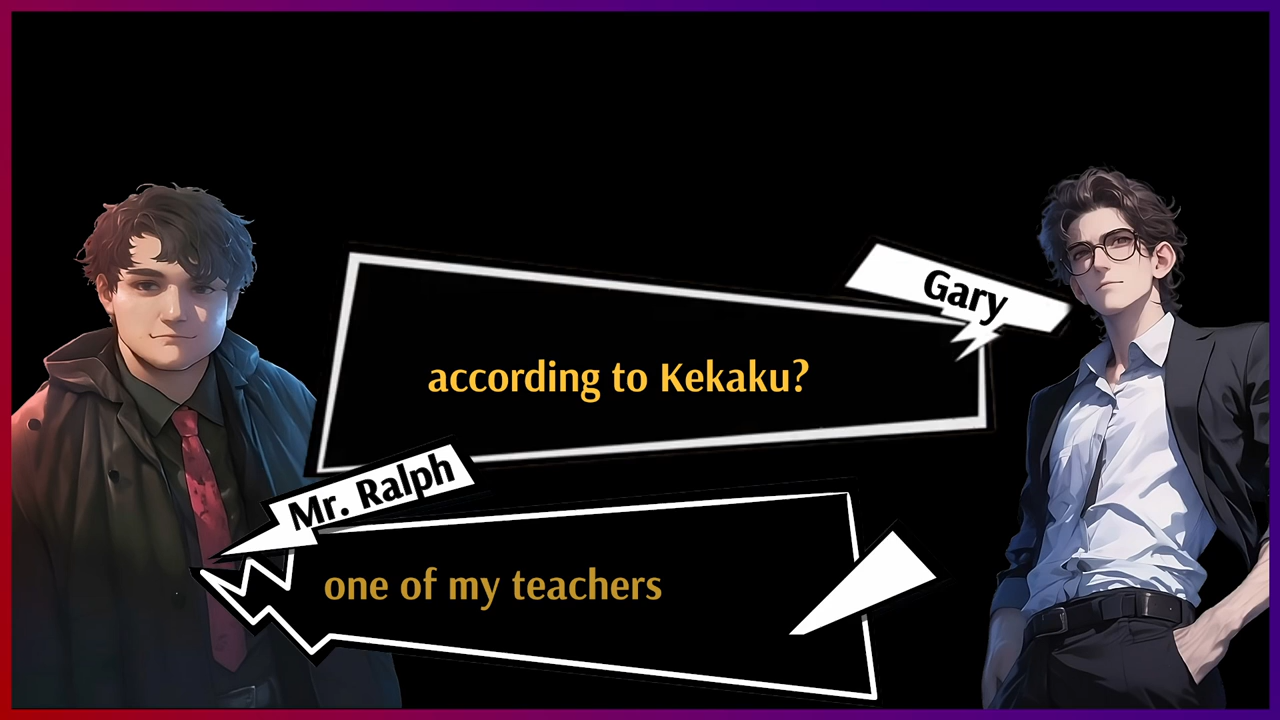 Gary
according to Kekaku?
Mr. Ralph
one of my teachers